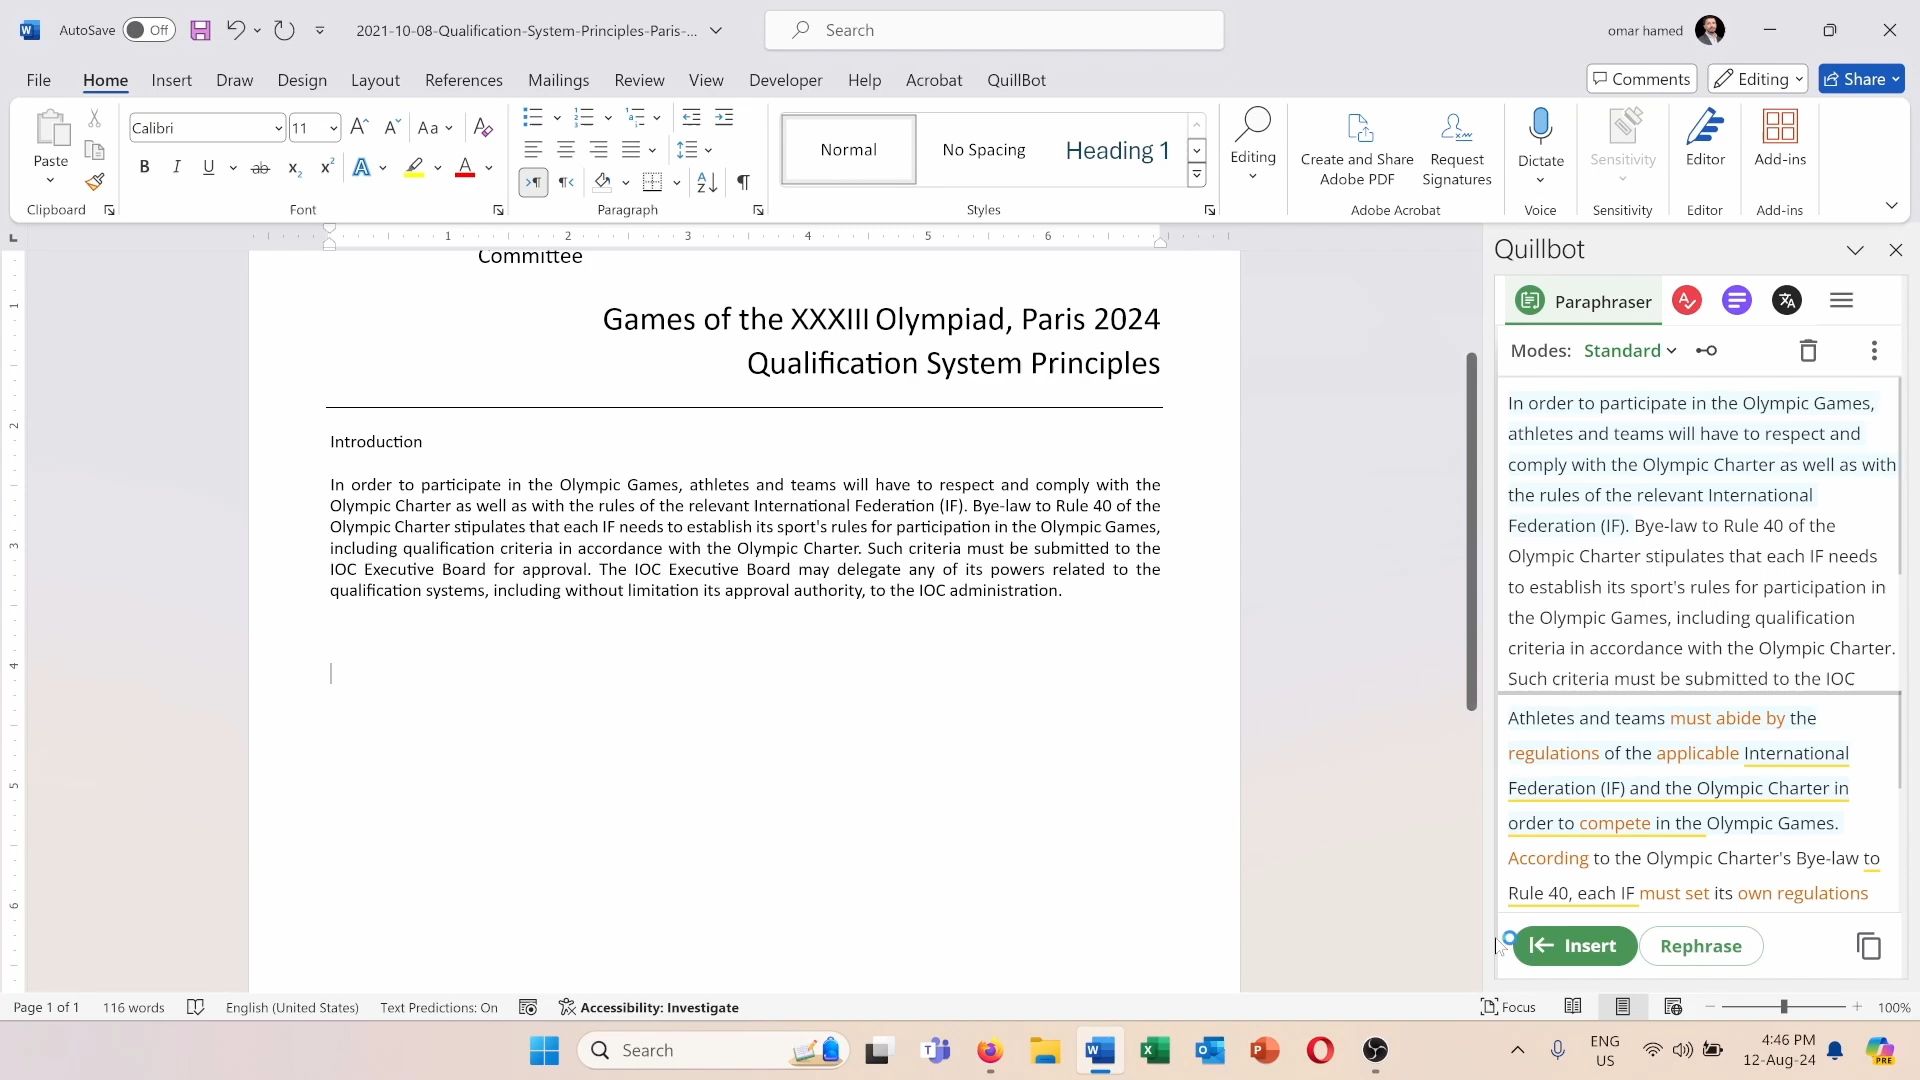 AutoSave Off 2021-10-08-Qualification-System-Principles-Paris-... Search omar hamed
File Home Insert Draw Design Layout References Mailings Review View Developer Help Acrobat QuillBot Comments Editing Share
Calibri 11 Aa
Paste
Clipboard Font Paragraph
Normal No Spacing Heading 1
Styles
Editing
Create and Share
Adobe PDF
Request
Signatures
Adobe Acrobat
Dictate
Voice
Sensitivity
Sensitivity
Editor
Editor
Add-ins
Add-ins
1 2 3 4 5 6
1
2
3
4
5
6
Committee
Games of the XXXIII Olympiad, Paris 2024
Qualification System Principles
Introduction
In order to participate in the Olympic Games, athletes and teams will have to respect and comply with the
Olympic Charter as well as with the rules of the relevant International Federation (IF). Bye-law to Rule 40 of the
Olympic Charter stipulates that each IF needs to establish its sport's rules for participation in the Olympic Games,
including qualification criteria in accordance with the Olympic Charter. Such criteria must be submitted to the
IOC Executive Board for approval. The IOC Executive Board may delegate any of its powers related to the
qualification systems, including without limitation its approval authority, to the IOC administration.
Quillbot
Paraphraser
Modes: Standard
In order to participate in the Olympic Games,
athletes and teams will have to respect and
comply with the Olympic Charter as well as with
the rules of the relevant International
Federation (IF). Bye-law to Rule 40 of the
Olympic Charter stipulates that each IF needs
to establish its sport's rules for participation in
the Olympic Games, including qualification
criteria in accordance with the Olympic Charter.
Such criteria must be submitted to the IOC
Athletes and teams must abide by the
regulations of the applicable International
Federation (IF) and the Olympic Charter in
order to compete in the Olympic Games.
According to the Olympic Charter's Bye-law to
Rule 40, each IF must set its own regulations
Insert Rephrase
Page 1 of 1 116 words English (United States) Text Predictions: On Accessibility: Investigate Focus 100%
Search
ENG
US
4:46 PM
12-Aug-24
PRE